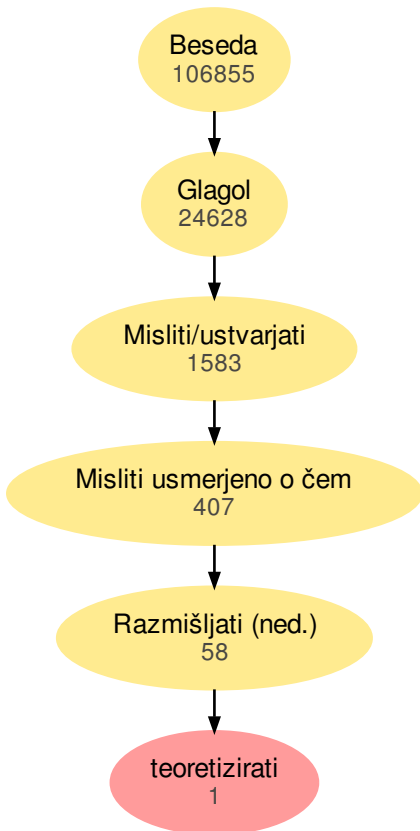 Beseda
106855
Glagol
24628
Misliti/ustvarjati
1583
Misliti usmerjeno o čem
407
Razmišljati (ned.)
58
teoretizirati
1